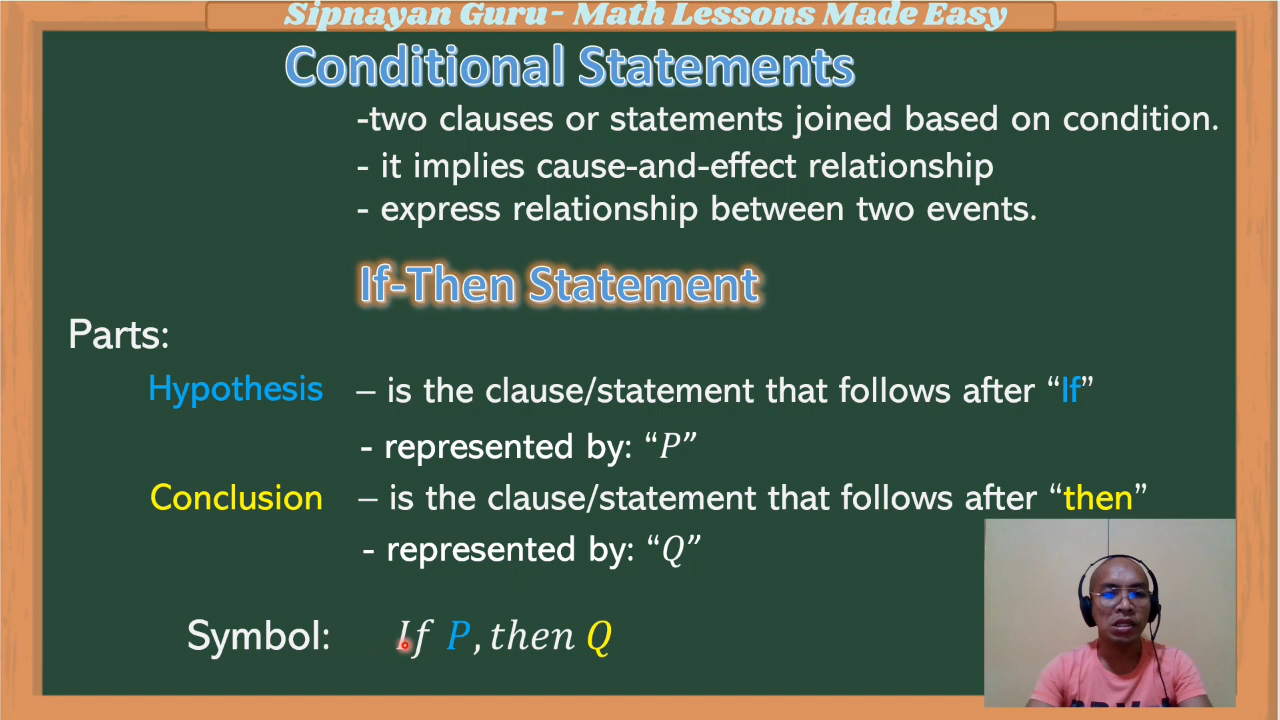 Sipnayan Guru- Math Lessons Made Easy
Conditional Statements
-two clauses or statements joined based on condition.
- it implies cause-and-effect relationship
- express relationship between two events.
If-Then Statement
Parts:
Hypothesis – is the clause/statement that follows after “If”
- represented by: “P”
Conclusion – is the clause/statement that follows after “then”
- represented by: “Q”
Symbol: If P, then Q